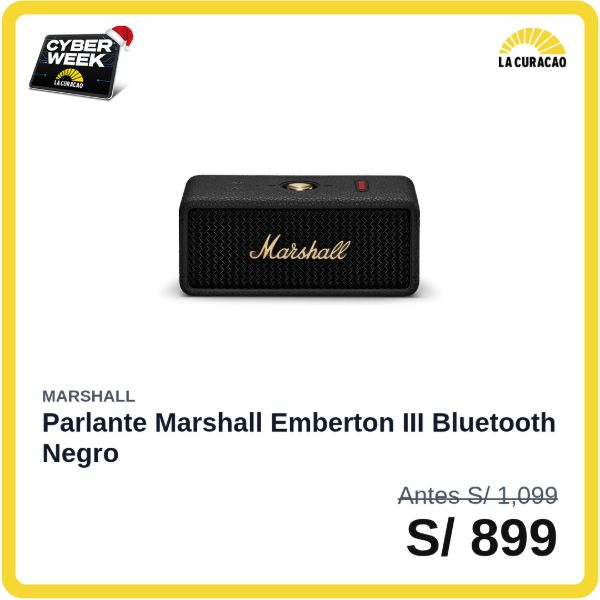 CYBER
WEEK
LA CURACAO
LA CURACAO
Marshall
MARSHALL
Parlante Marshall Emberton III Bluetooth
Negro
Antes S/ 1,099
S/ 899